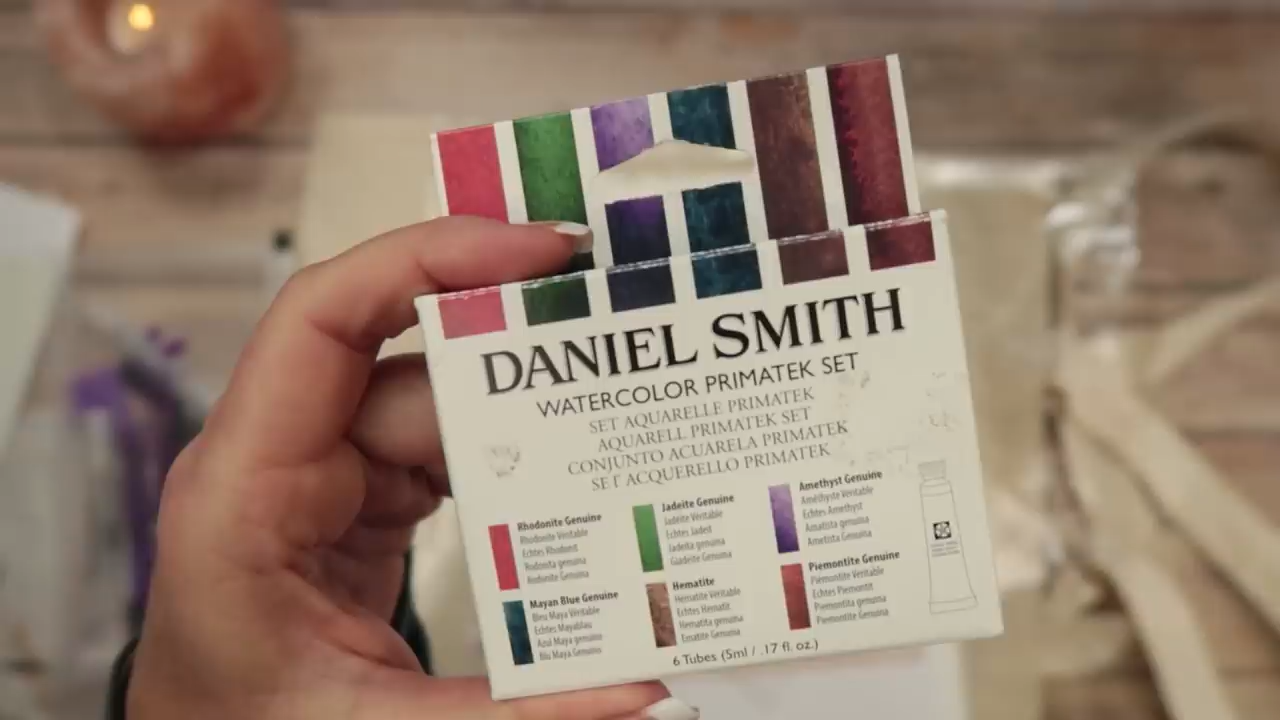 DANIEL SMITH
WATERCOLOR PRIMATEK SET
SET AQUARELLE PRIMATEK
AQUARELL PRIMATEK SET
CONJUNTO ACUARELA PRIMATEK
SET ACQUERELLO PRIMATEK
Rhodonite Genuine
Rhodonite Véritable
Echtes Rhodonit
Rodonita genuina
Rodonite Genuina
Jadeite Genuine
Jadeite Véritable
Echtes Jadeit
Jadeita genuina
Giadeite Genuina
Amethyst Genuine
Améthyste Véritable
Echtes Amethyst
Amatista genuina
Ametista Genuina
Mayan Blue Genuine
Bleu Maya Véritable
Echtes Mayablau
Azul Maya genuino
Blu Maya Genuino
Hematite
Hematite Véritable
Echtes Hematit
Hematita genuina
Ematite Genuina
Piemontite Genuine
Piémontite Véritable
Echtes Piemontit
Piemontita genuina
Piemontite Genuina
6 Tubes (5ml / .17 fl. oz.)